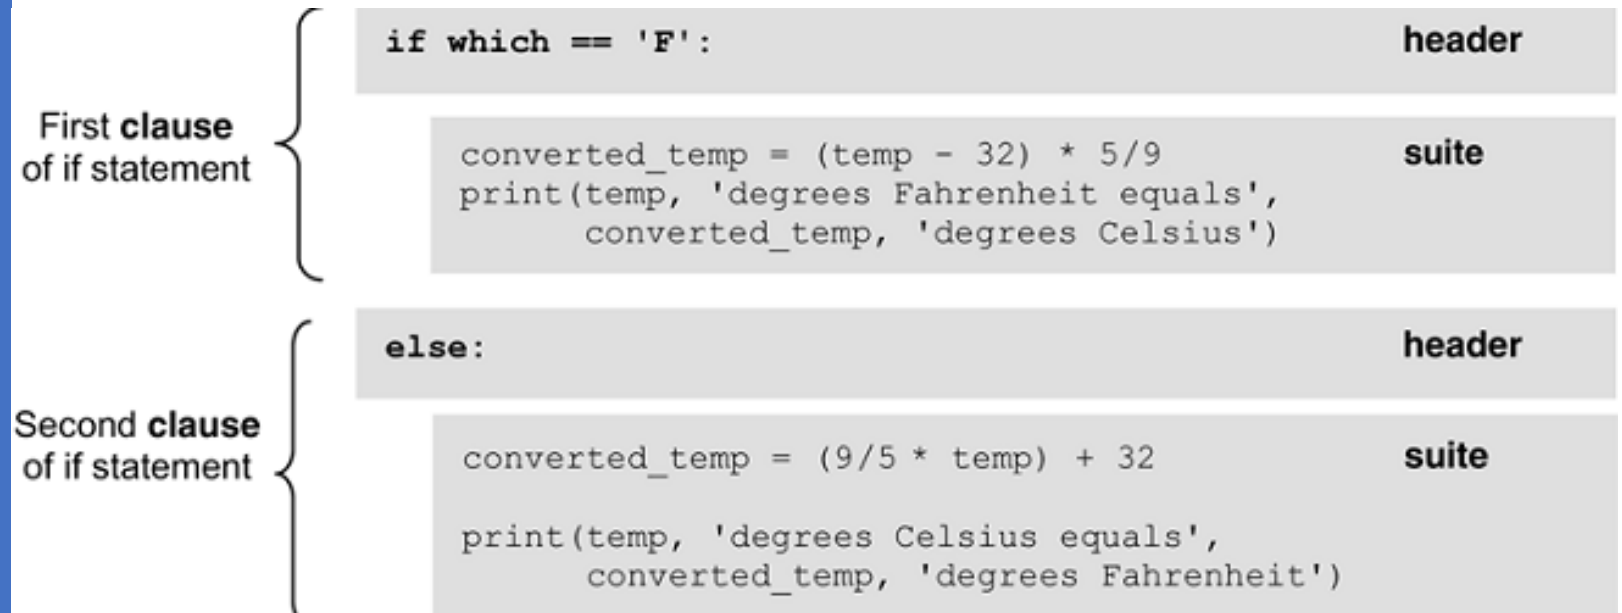 if which == 'F': header
First clause
of if statement
converted_temp = (temp - 32) * 5/9 suite
print(temp, 'degrees Fahrenheit equals',
converted_temp, 'degrees Celsius')
else: header
Second clause
of if statement
converted_temp = (9/5 * temp) + 32 suite
print(temp, 'degrees Celsius equals',
converted_temp, 'degrees Fahrenheit')